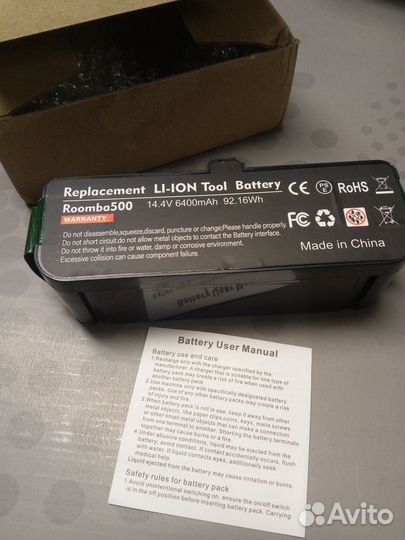 Replacement LI-ION Tool Battery
Roomba500 14.4V 6400mAh 92.16Wh
WARRANTY
CE PSE RoHS
- Do not disassemble,squeeze,discard, puncture or change;Please handle properly.
- Do not short circuit.do not allow metal objects to contact the Battery interface.
- Do not throw into fire or water, damp or corrosive environment.
- Excessive collision can cause component failure.
FC
Made in China
Battery User Manual
Battery User Manual
Battery use and care
1.Recharge only with the charger specified by the
manufacturer. A charger that is suitable for one type of
battery pack may create a risk of fire when used with
another battery pack.
2.Use machine only with specifically designated battery
packs. Use of any other battery packs may create a risk
of injury and fire.
3.When battery pack is not in use, keep it away from other
metal objects, like paper clips,coins, keys, nails screws
or other small metal objects that can make a connection
from one terminal to another. Shorting the battery terminals
together may cause burns or a fire.
4.Under abusive conditions, liquid may be ejected from the
battery; avoid contact. If contact accidentally occurs, flush
with water. If liquid contacts eyes, additionally seek
medical help.
Liquid ejected from the battery may cause irritation or burns.
Safety rules for battery pack
1.Avoid unintentional switching on, ensure the on/off switch
is in the off position before inserting battery pack. Carrying
Avito